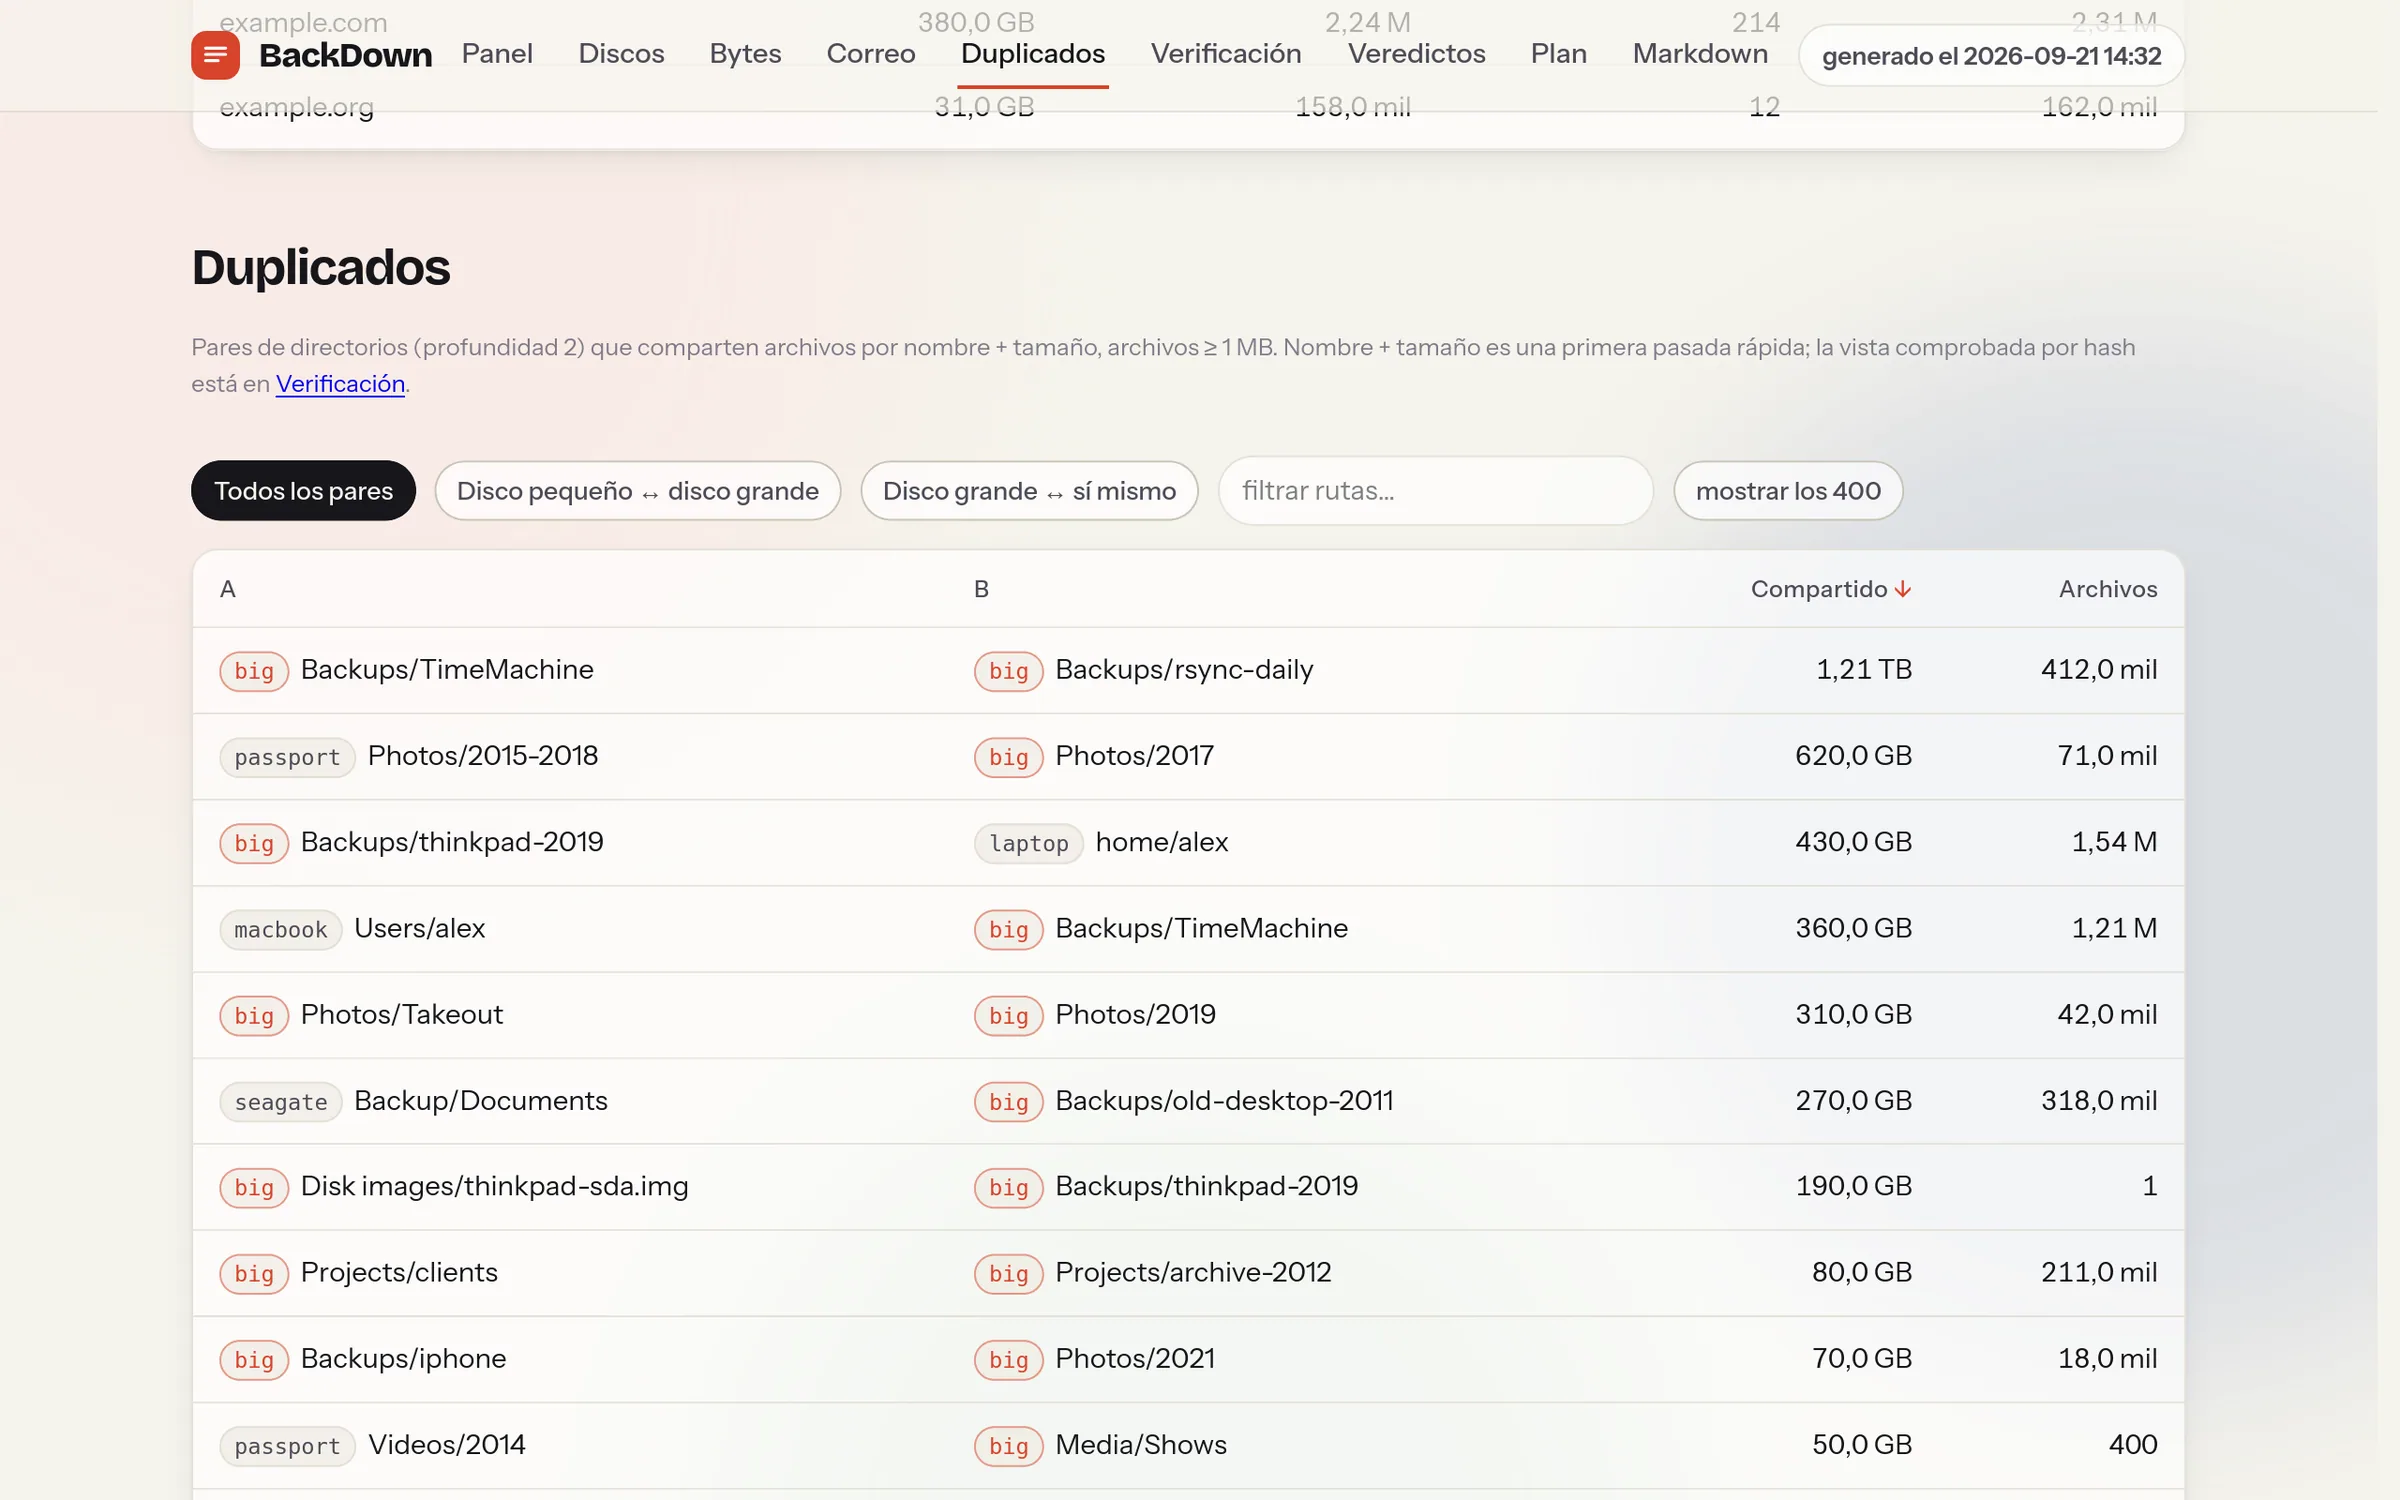 example.com 380,0 GB 2,24 M 214 2,31 M
BackDown Panel Discos Bytes Correo Duplicados Verificación Veredictos Plan Markdown generado el 2026-09-21 14:32
example.org 31,0 GB 158,0 mil 12 162,0 mil
Duplicados
Pares de directorios (profundidad 2) que comparten archivos por nombre + tamaño, archivos ≥ 1 MB. Nombre + tamaño es una primera pasada rápida; la vista comprobada por hash
está en Verificación.
Todos los pares Disco pequeño ↔ disco grande Disco grande ↔ sí mismo filtrar rutas... mostrar los 400
A B Compartido ↓ Archivos
big Backups/TimeMachine big Backups/rsync-daily 1,21 TB 412,0 mil
passport Photos/2015-2018 big Photos/2017 620,0 GB 71,0 mil
big Backups/thinkpad-2019 laptop home/alex 430,0 GB 1,54 M
macbook Users/alex big Backups/TimeMachine 360,0 GB 1,21 M
big Photos/Takeout big Photos/2019 310,0 GB 42,0 mil
seagate Backup/Documents big Backups/old-desktop-2011 270,0 GB 318,0 mil
big Disk images/thinkpad-sda.img big Backups/thinkpad-2019 190,0 GB 1
big Projects/clients big Projects/archive-2012 80,0 GB 211,0 mil
big Backups/iphone big Photos/2021 70,0 GB 18,0 mil
passport Videos/2014 big Media/Shows 50,0 GB 400